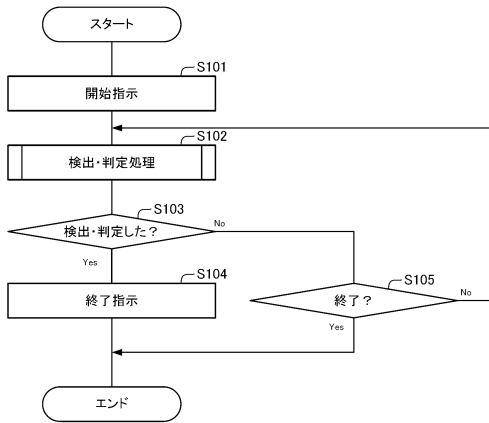 スタート
S101
開始指示
S102
検出・判定処理
S103
検出・判定した？
No
Yes
S104
終了指示
S105
終了？
No
Yes
エンド